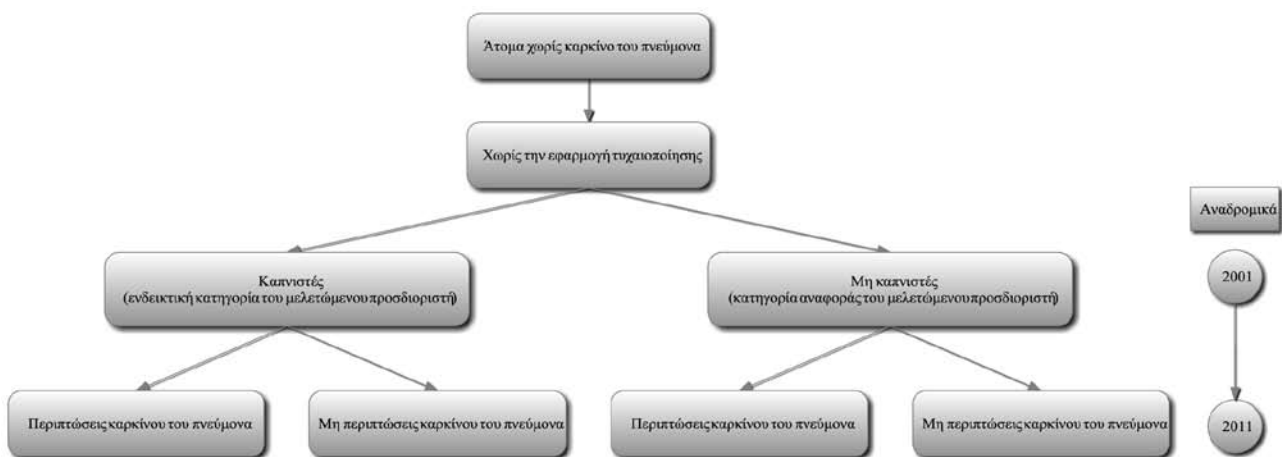 Άτομα χωρίς καρκίνο του πνεύμονα
Χωρίς την εφαρμογή τυχαιοποίησης
Αναδρομικά
Καπνιστές
(ενδεικτική κατηγορία του μελετώμενου προσδιοριστή)
Μη καπνιστές
(κατηγορία αναφοράς του μελετώμενου προσδιοριστή)
2001
Περιπτώσεις καρκίνου του πνεύμονα
Μη περιπτώσεις καρκίνου του πνεύμονα
Περιπτώσεις καρκίνου του πνεύμονα
Μη περιπτώσεις καρκίνου του πνεύμονα
2011